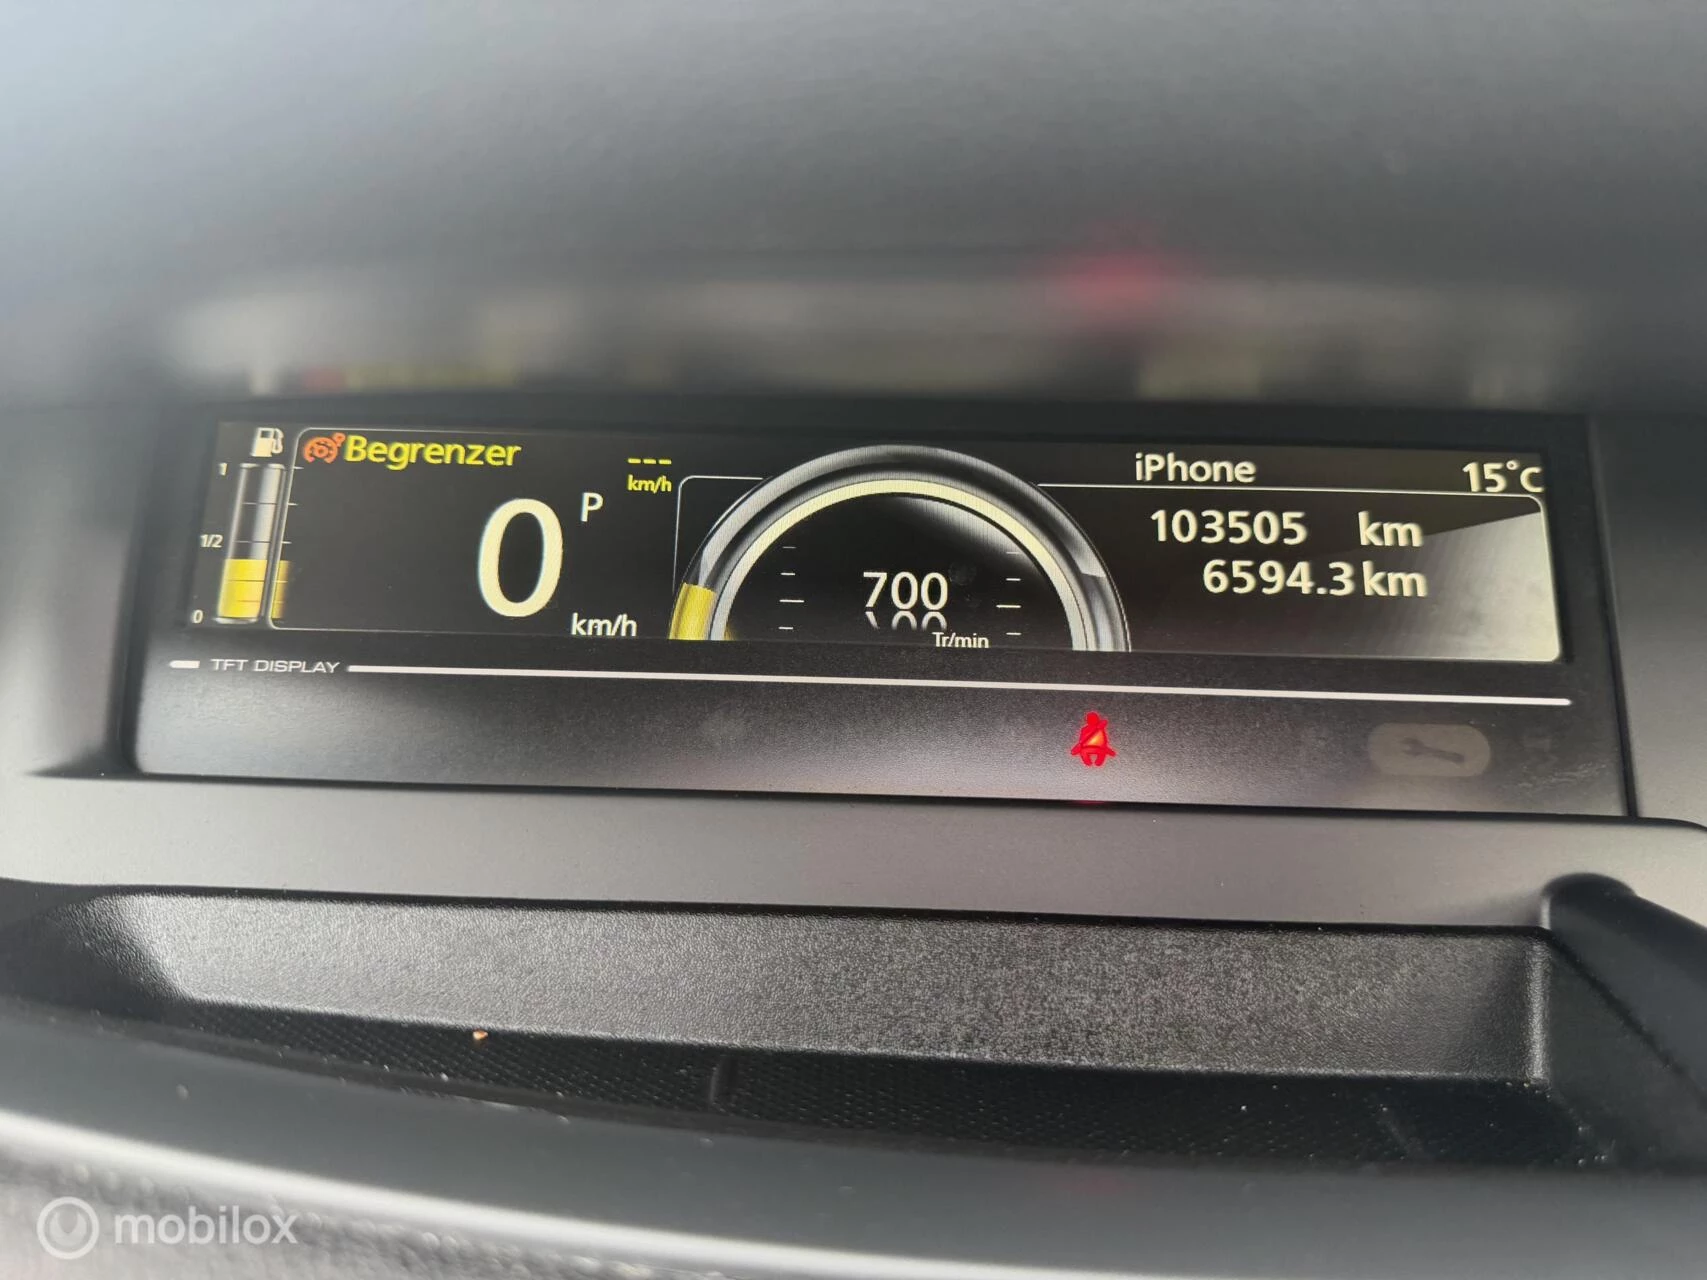 Begrenzer
---
km/h
iPhone
15°C
1
1/2
0
0
P
km/h
700
Tr/min
103505 km
6594.3 km
TFT DISPLAY
mobilox